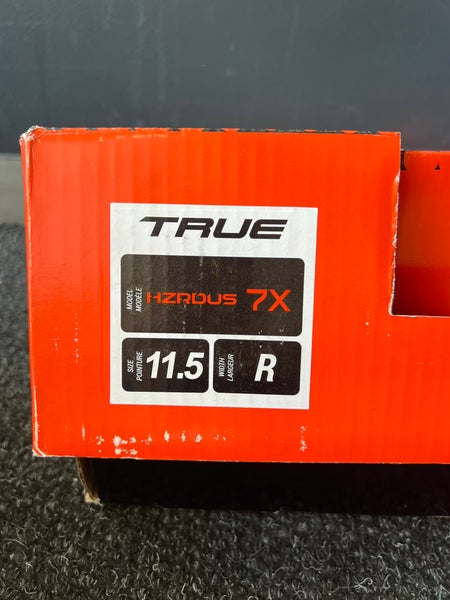 TRUE
MODEL
MODÈLE
HZRDUS 7X
SIZE
POINTURE
11.5
WIDTH
LARGEUR
R